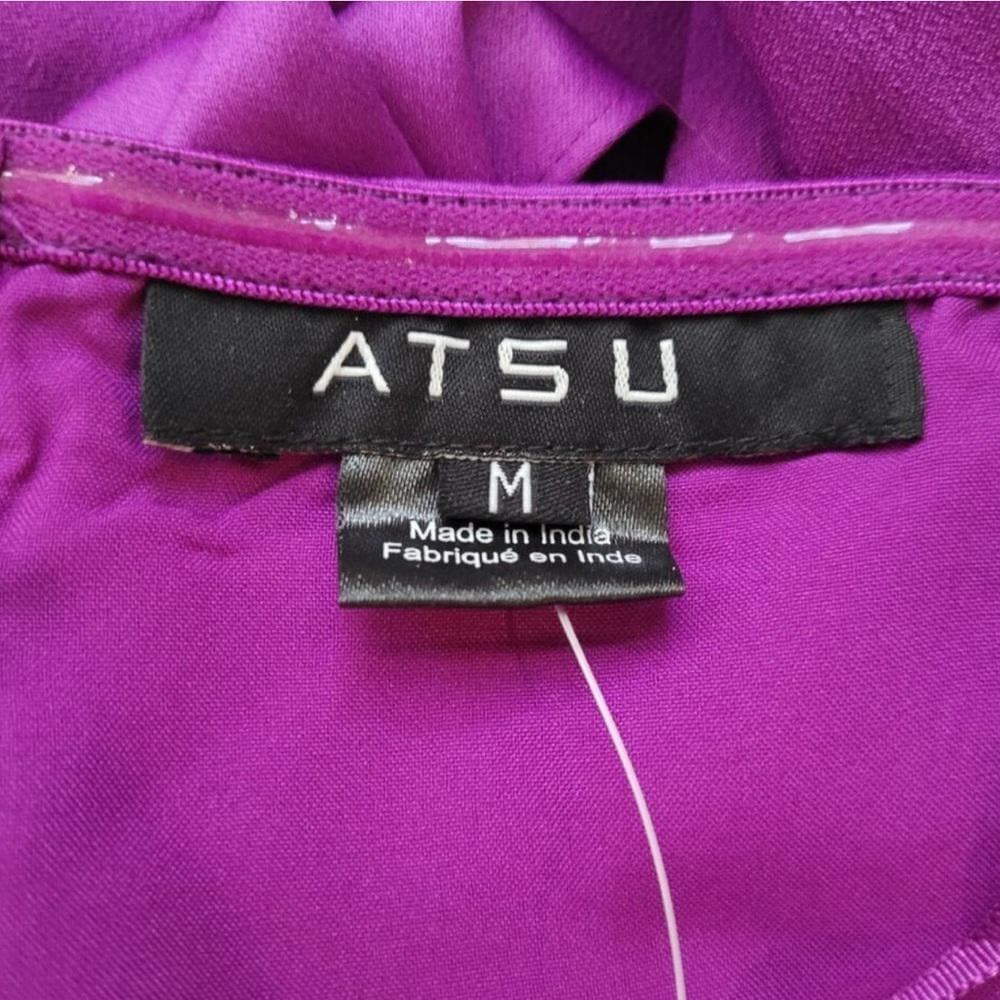 ATSU
M
Made in India
Fabriqué en Inde